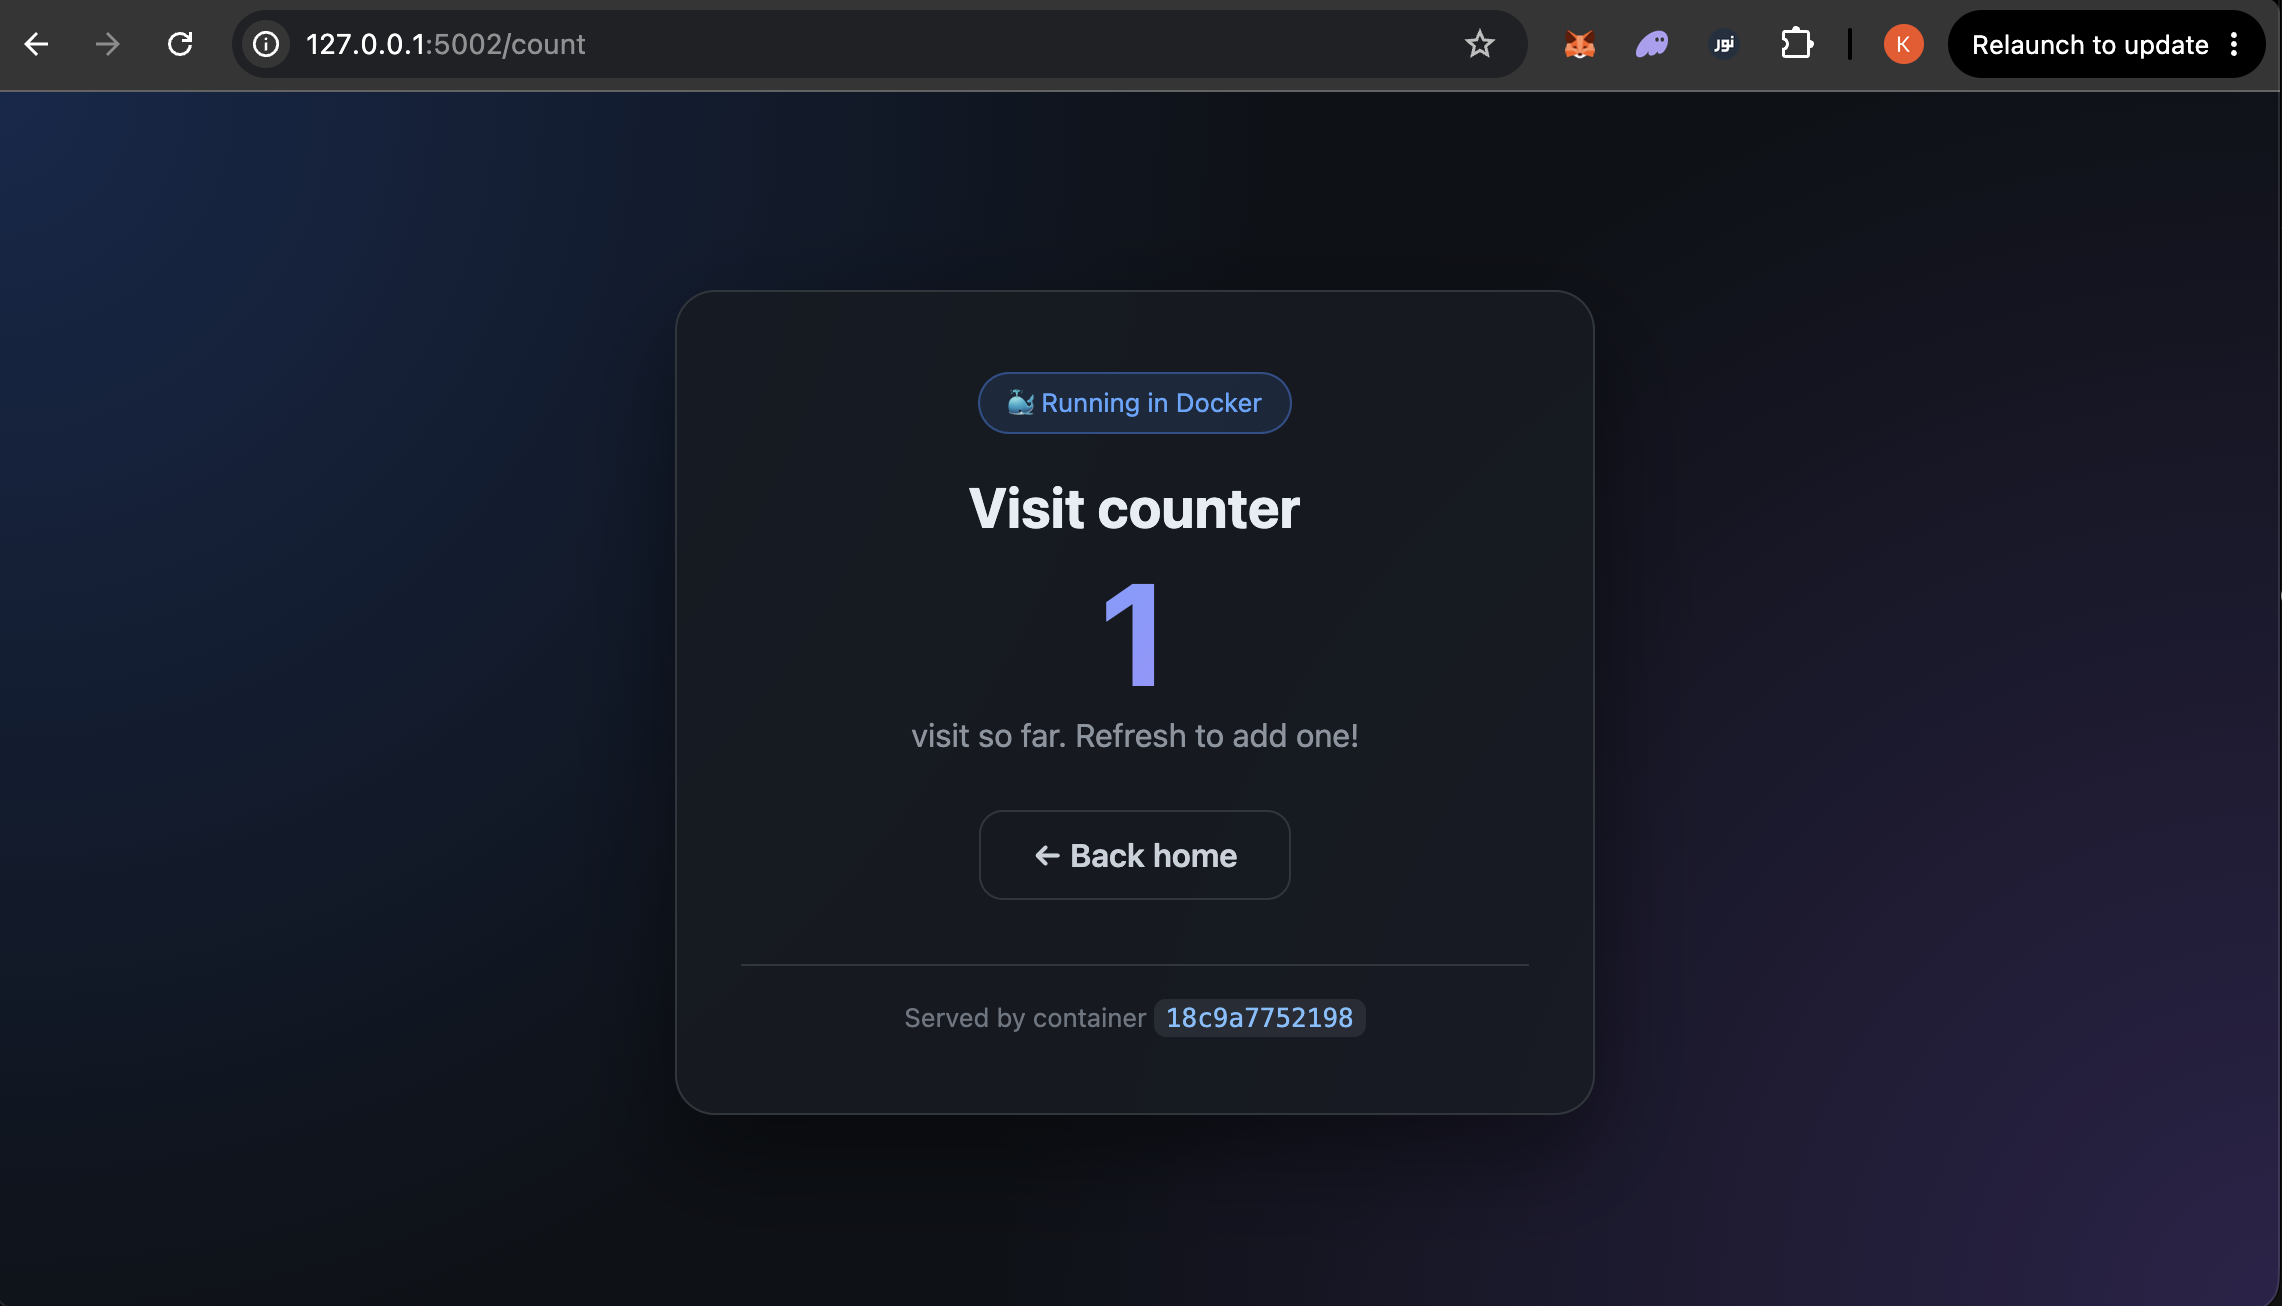 127.0.0.1:5002/count
نور
K
Relaunch to update
🐳 Running in Docker
Visit counter
1
visit so far. Refresh to add one!
← Back home
Served by container 18c9a7752198